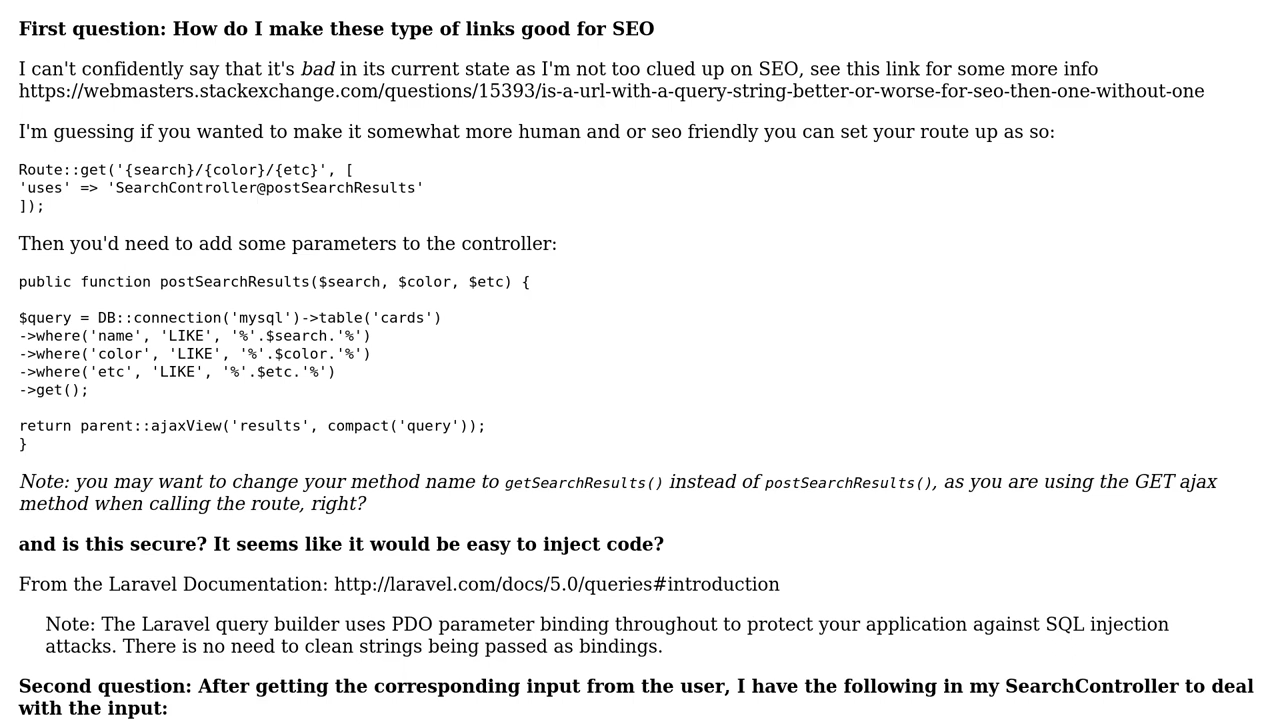 First question: How do I make these type of links good for SEO
I can't confidently say that it's bad in its current state as I'm not too clued up on SEO, see this link for some more info
https://webmasters.stackexchange.com/questions/15393/is-a-url-with-a-query-string-better-or-worse-for-seo-then-one-without-one
I'm guessing if you wanted to make it somewhat more human and or seo friendly you can set your route up as so:
Route::get('{search}/{color}/{etc}', [
'uses' => 'SearchController@postSearchResults'
]);
Then you'd need to add some parameters to the controller:
public function postSearchResults($search, $color, $etc) {
$query = DB::connection('mysql')->table('cards')
->where('name', 'LIKE', '%'.$search.'%')
->where('color', 'LIKE', '%'.$color.'%')
->where('etc', 'LIKE', '%'.$etc.'%')
->get();
return parent::ajaxView('results', compact('query'));
}
Note: you may want to change your method name to getSearchResults() instead of postSearchResults(), as you are using the GET ajax
method when calling the route, right?
and is this secure? It seems like it would be easy to inject code?
From the Laravel Documentation: http://laravel.com/docs/5.0/queries#introduction
Note: The Laravel query builder uses PDO parameter binding throughout to protect your application against SQL injection
attacks. There is no need to clean strings being passed as bindings.
Second question: After getting the corresponding input from the user, I have the following in my SearchController to deal
with the input: